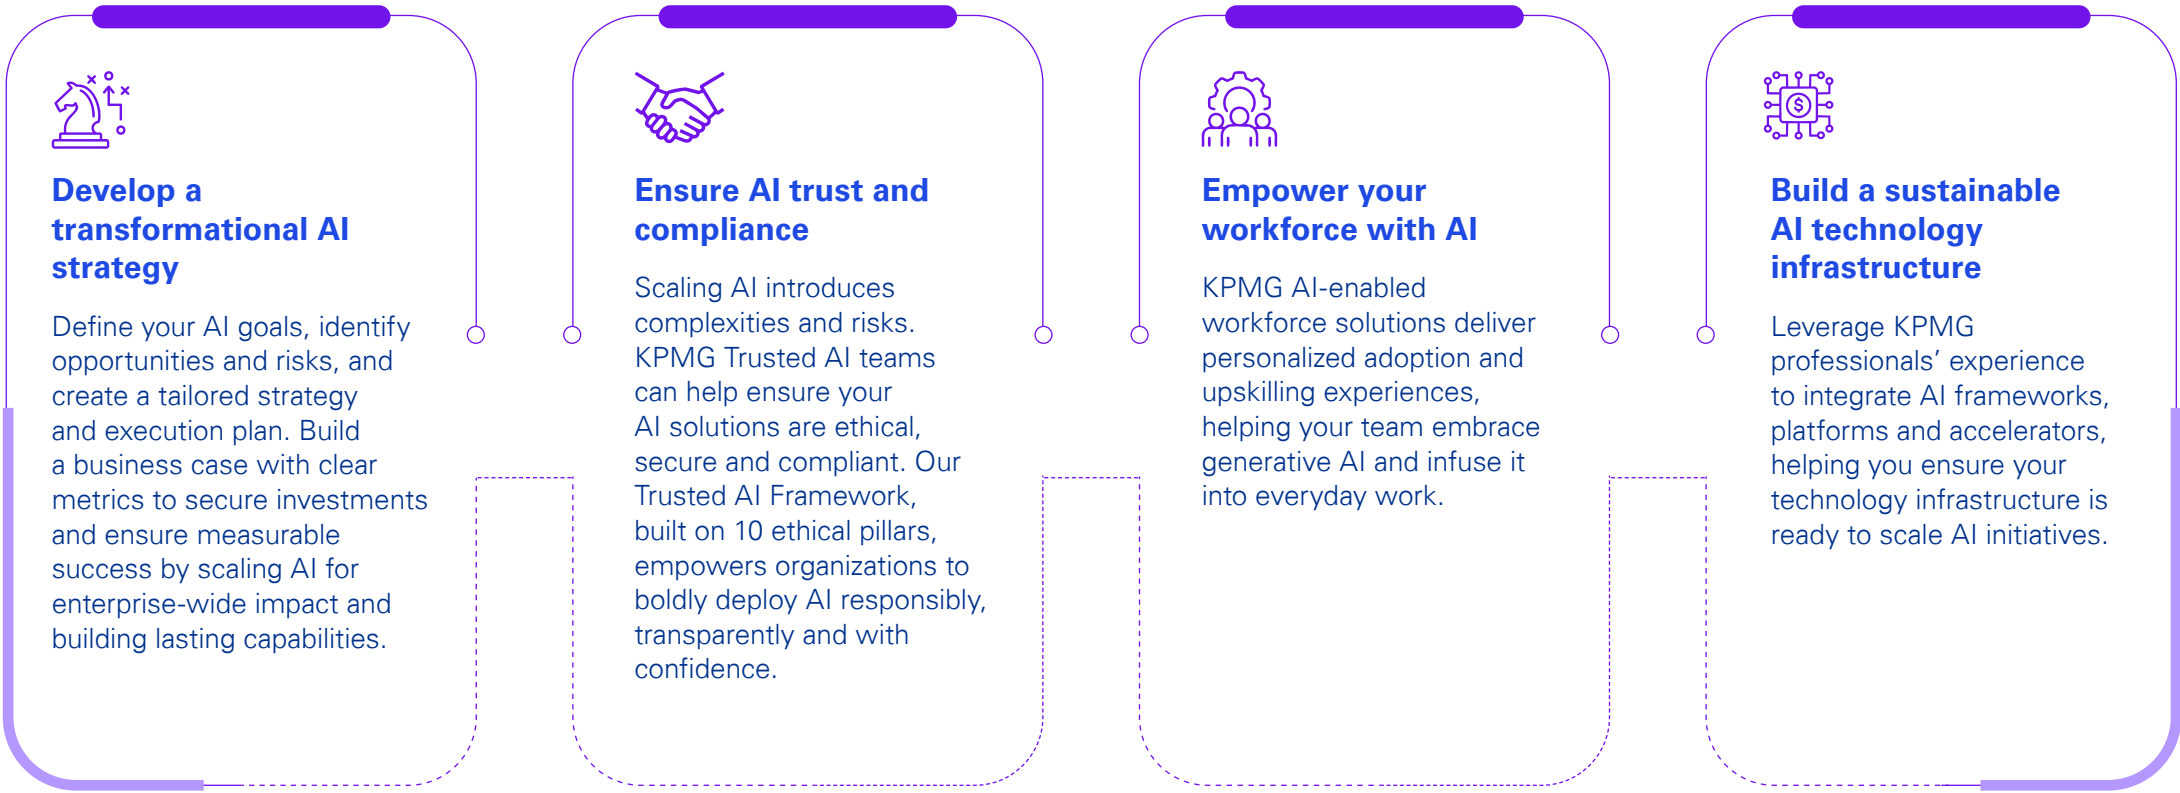 Develop a
transformational AI
strategy
Define your AI goals, identify
opportunities and risks, and
create a tailored strategy
and execution plan. Build
a business case with clear
metrics to secure investments
and ensure measurable
success by scaling AI for
enterprise-wide impact and
building lasting capabilities.
Ensure AI trust and
compliance
Scaling AI introduces
complexities and risks.
KPMG Trusted AI teams
can help ensure your
AI solutions are ethical,
secure and compliant. Our
Trusted AI Framework,
built on 10 ethical pillars,
empowers organizations to
boldly deploy AI responsibly,
transparently and with
confidence.
Empower your
workforce with AI
KPMG AI-enabled
workforce solutions deliver
personalized adoption and
upskilling experiences,
helping your team embrace
generative AI and infuse it
into everyday work.
$
Build a sustainable
AI technology
infrastructure
Leverage KPMG
professionals’ experience
to integrate AI frameworks,
platforms and accelerators,
helping you ensure your
technology infrastructure is
ready to scale AI initiatives.